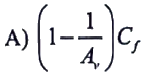 A) (1 - 1/A_v) C_f